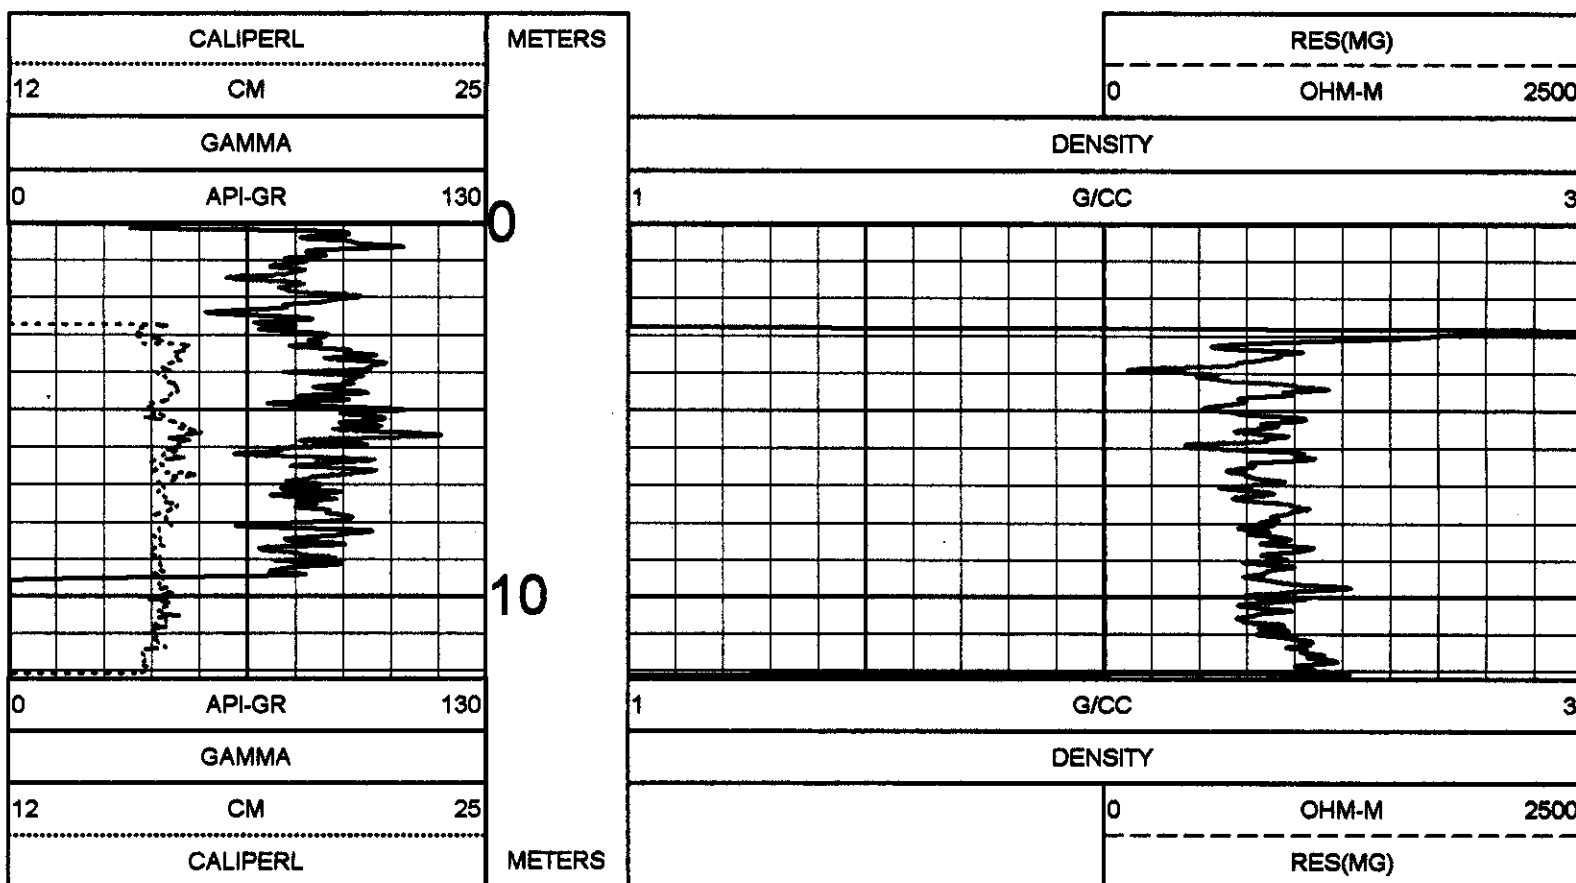 CALIPERL METERS RES(MG)
12 CM 25 0 OHM-M 2500
GAMMA DENSITY
0 API-GR 130 1 G/CC 3
0
10
0 API-GR 130 1 G/CC 3
GAMMA DENSITY
12 CM 25 0 OHM-M 2500
CALIPERL METERS RES(MG)